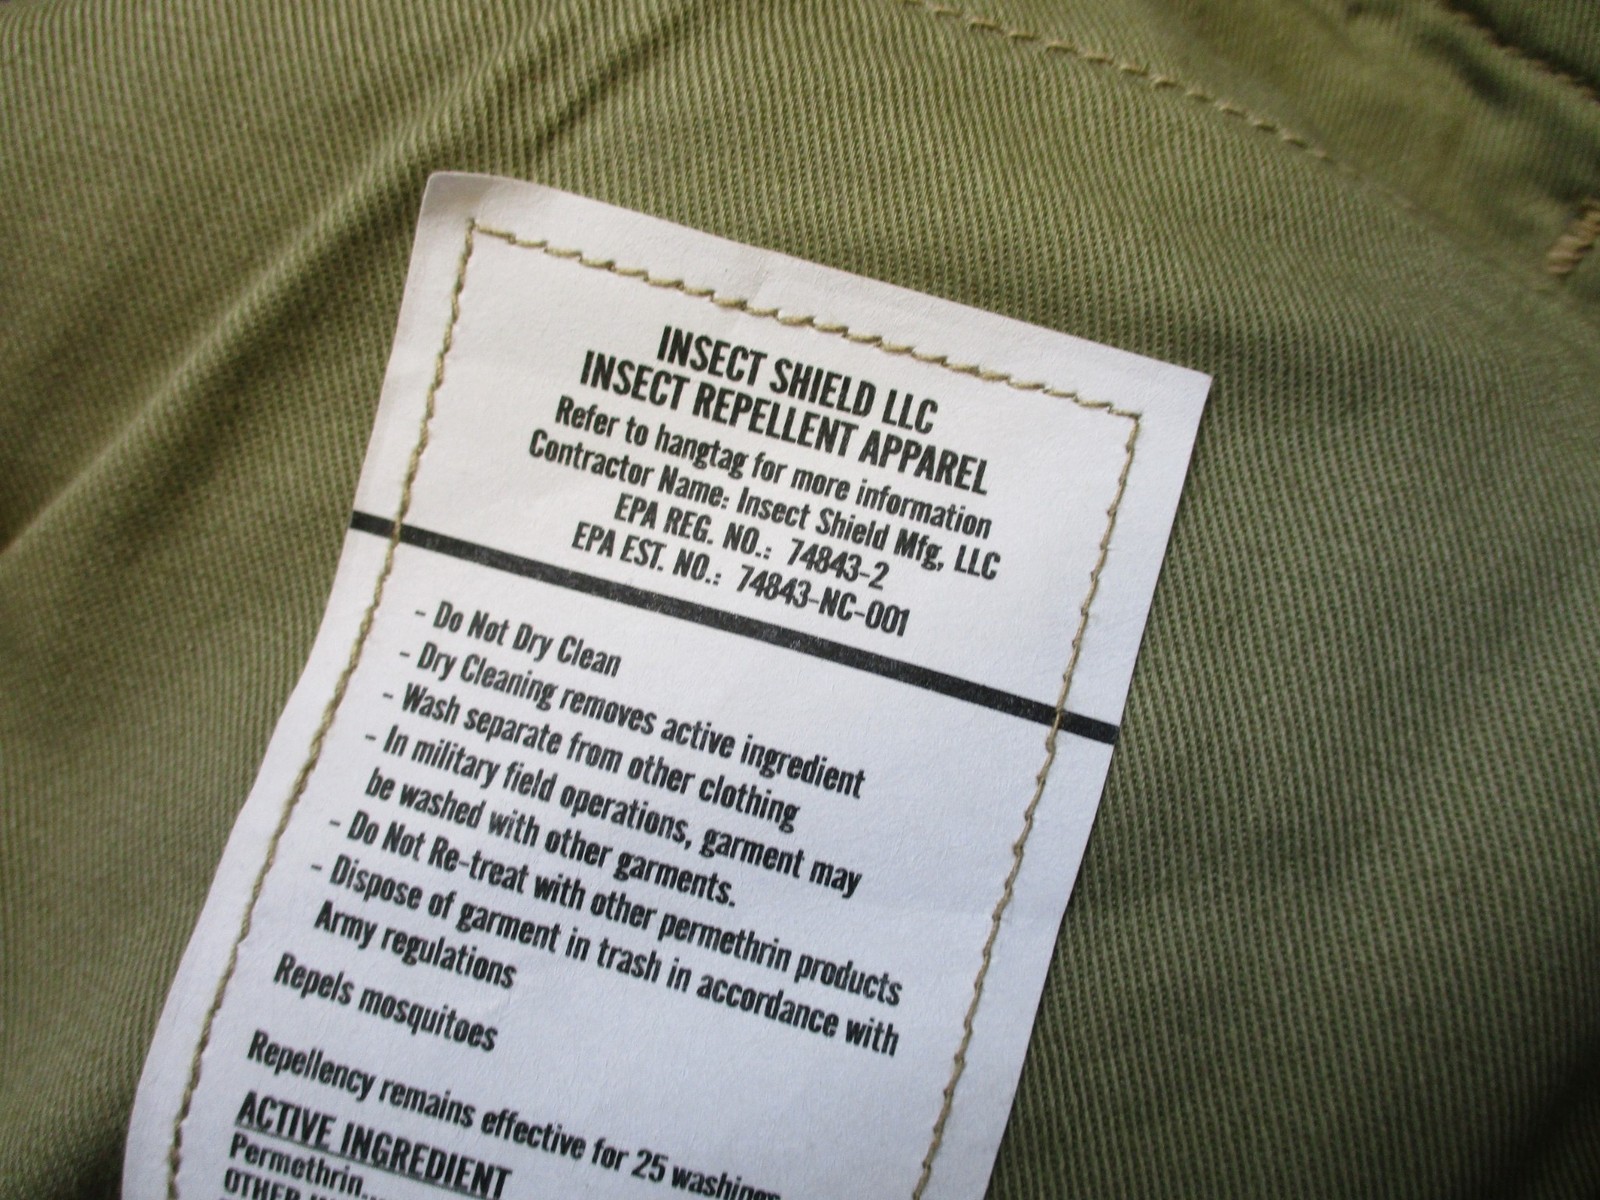 INSECT SHIELD LLC
INSECT REPELLENT APPAREL
Refer to hangtag for more information
Contractor Name: Insect Shield Mfg, LLC
EPA REG. NO.: 74843-2
EPA EST. NO.: 74843-NC-001
- Do Not Dry Clean
- Dry Cleaning removes active ingredient
- Wash separate from other clothing
- In military field operations, garment may
be washed with other garments.
- Do Not Re-treat with other permethrin products
- Dispose of garment in trash in accordance with
Army regulations
Repels mosquitoes
Repellency remains effective for 25 washings
ACTIVE INGREDIENT
Permethrin...
OTHER